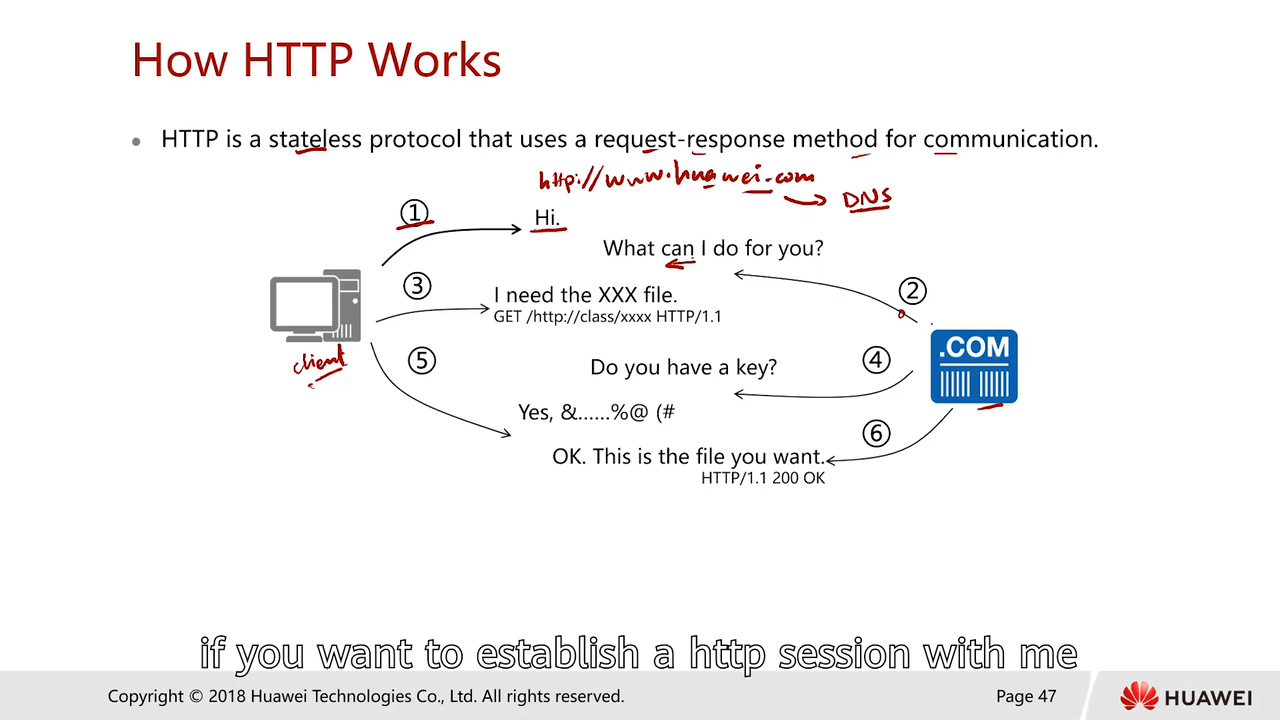 How HTTP Works
HTTP is a stateless protocol that uses a request-response method for communication.
http://www.huawei.com
DNS
①
Hi.
What can I do for you?
②
③
I need the XXX file.
GET /http://class/xxxx HTTP/1.1
client
.COM
④
⑤
Do you have a key?
Yes, &......%@ (#
⑥
OK. This is the file you want.
HTTP/1.1 200 OK
if you want to establish a http session with me
Copyright © 2018 Huawei Technologies Co., Ltd. All rights reserved.
Page 47
HUAWEI